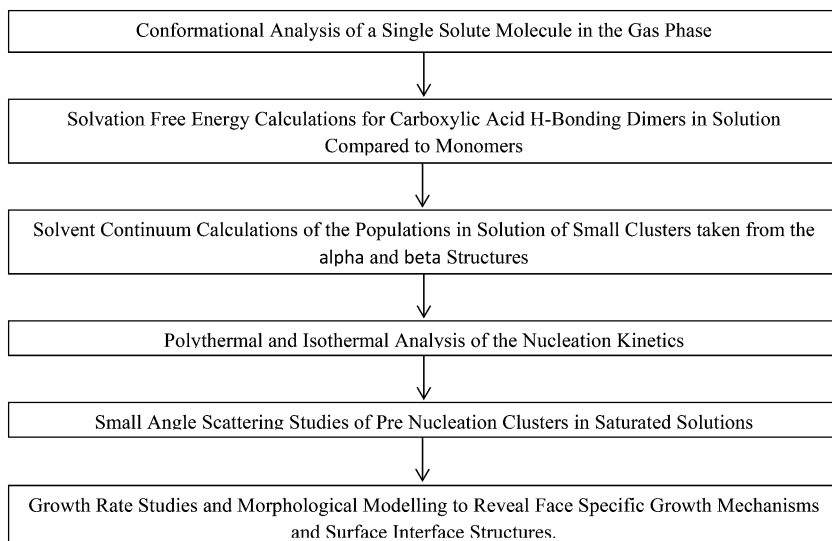 Conformational Analysis of a Single Solute Molecule in the Gas Phase
Solvation Free Energy Calculations for Carboxylic Acid H-Bonding Dimers in Solution
Compared to Monomers
Solvent Continuum Calculations of the Populations in Solution of Small Clusters taken from the
alpha and beta Structures
Polythermal and Isothermal Analysis of the Nucleation Kinetics
Small Angle Scattering Studies of Pre Nucleation Clusters in Saturated Solutions
Growth Rate Studies and Morphological Modelling to Reveal Face Specific Growth Mechanisms
and Surface Interface Structures.